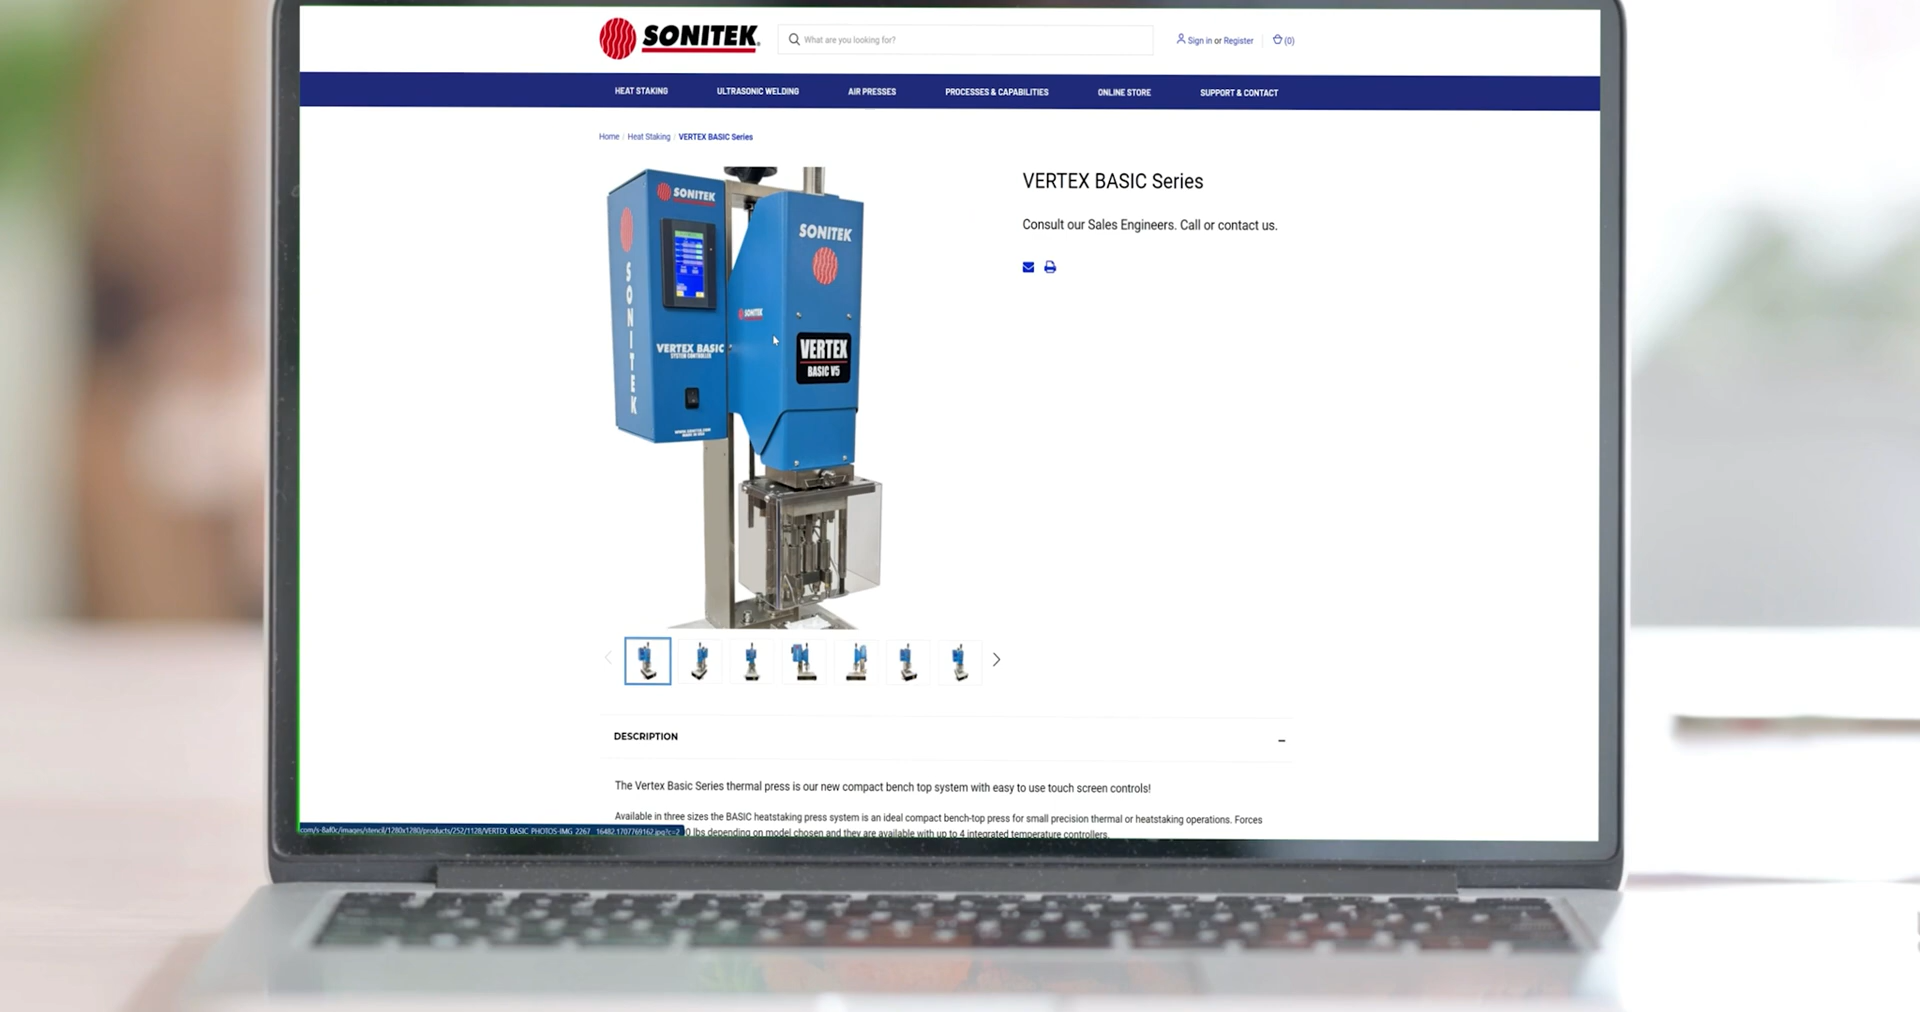 SONITEK
What are you looking for?
Sign in or Register
(0)
HEAT STAKING
ULTRASONIC WELDING
AIR PRESSES
PROCESSES & CAPABILITIES
ONLINE STORE
SUPPORT & CONTACT
Home / Heat Staking / VERTEX BASIC Series
SONITEK
SONITEK
VERTEX BASIC
SYSTEM CONTROLLER
SONITEK
SONITEK
VERTEX
BASIC V5
VERTEX BASIC Series
Consult our Sales Engineers. Call or contact us.
DESCRIPTION
The Vertex Basic Series thermal press is our new compact bench top system with easy to use touch screen controls!
Available in three sizes the BASIC heatstaking press system is an ideal compact bench-top press for small precision thermal or heatstaking operations. Forces
0 lbs depending on model chosen and they are available with up to 4 integrated temperature controllers.